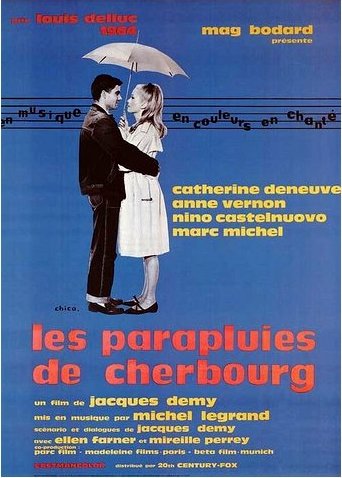 prix louis delluc
1964
mag bodard
présente
en musique en couleurs en chanté
catherine deneuve
anne vernon
nino castelnuovo
marc michel
chica.
les parapluies
de cherbourg
un film de jacques demy
mis en musique par michel legrand
scénario et dialogues de jacques demy
avec ellen farner et mireille perrey
co-production:
parc film - madeleine films-paris - beta film-munich
EASTMANCOLOR distribué par 20th CENTURY-FOX